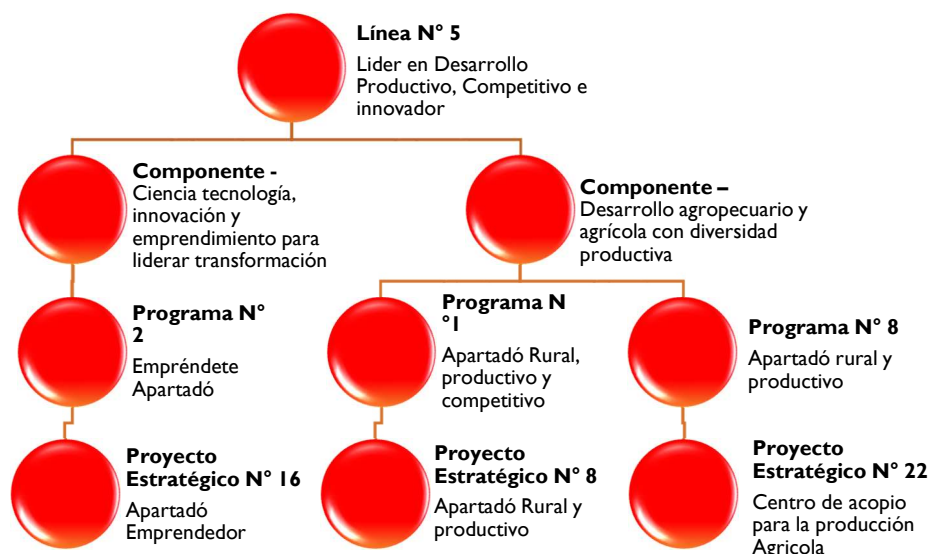 Línea N° 5
Lider en Desarrollo
Productivo, Competitivo e
innovador
Componente -
Ciencia tecnología,
innovación y
emprendimiento para
liderar transformación
Componente –
Desarrollo agropecuario y
agrícola con diversidad
productiva
Programa N°
2
Empréndete
Apartadó
Programa N
°1
Apartadó Rural,
productivo y
competitivo
Programa N° 8
Apartadó rural y
productivo
Proyecto
Estratégico N° 16
Apartadó
Emprendedor
Proyecto
Estratégico N° 8
Apartadó Rural y
productivo
Proyecto
Estratégico N° 22
Centro de acopio
para la producción
Agricola